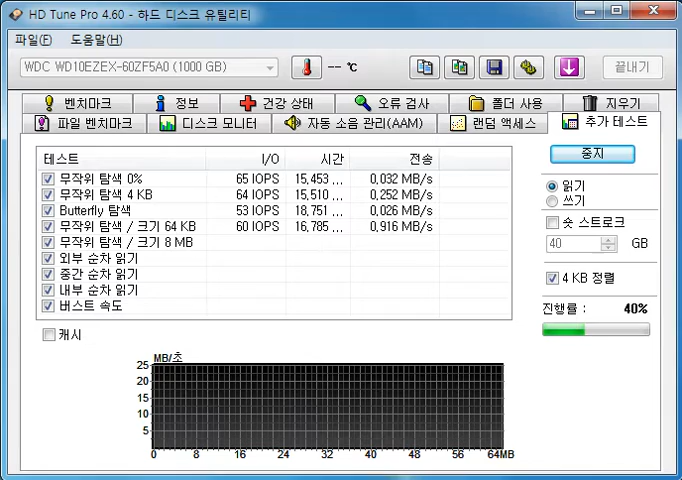 HD Tune Pro 4.60 - 하드 디스크 유틸리티
파일(F) 도움말(H)
WDC WD10EZEX-60ZF5A0 (1000 GB) -- ℃ 끝내기
벤치마크 정보 건강 상태 오류 검사 폴더 사용 지우기
파일 벤치마크 디스크 모니터 자동 소음 관리(AAM) 랜덤 액세스 추가 테스트
테스트 I/O 시간 전송
무작위 탐색 0% 65 IOPS 15,453 ... 0,032 MB/s
무작위 탐색 4 KB 64 IOPS 15,510 ... 0,252 MB/s
Butterfly 탐색 53 IOPS 18,751 ... 0,026 MB/s
무작위 탐색 / 크기 64 KB 60 IOPS 16,785 ... 0,916 MB/s
무작위 탐색 / 크기 8 MB
외부 순차 읽기
중간 순차 읽기
내부 순차 읽기
버스트 속도
중지
읽기
쓰기
숏 스트로크
40 GB
4 KB 정렬
진행률 : 40%
캐시
MB/초
25
20
15
10
5
0 8 16 24 32 40 48 56 64MB